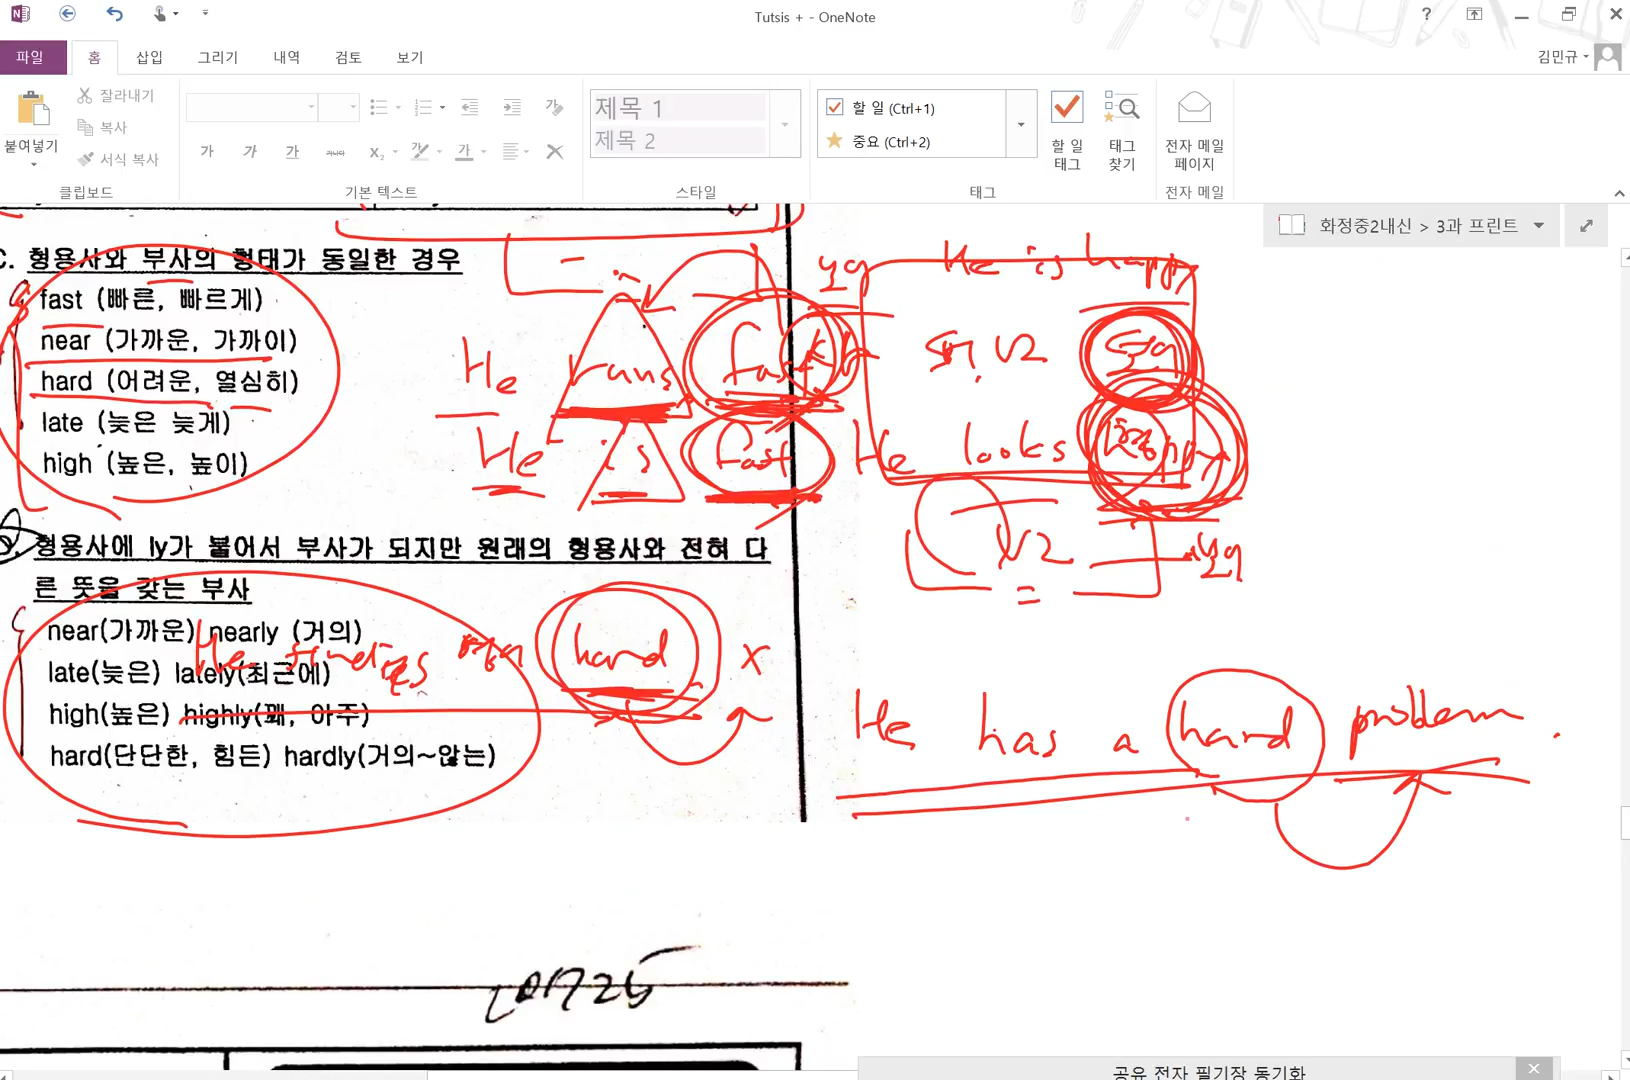 Tutsis + - OneNote
김민규
파일 홈 삽입 그리기 내역 검토 보기
붙여넣기
잘라내기
복사
서식 복사
클립보드
가 가 가 가나다 x₂ 가
기본 텍스트
제목 1
제목 2
스타일
할 일 (Ctrl+1)
중요 (Ctrl+2)
할 일 태그
태그 찾기
태그
전자 메일 페이지
전자 메일
화정중2내신 > 3과 프린트
C. 형용사와 부사의 형태가 동일한 경우
fast (빠른, 빠르게)
near (가까운, 가까이)
hard (어려운, 열심히)
late (늦은 늦게)
high (높은, 높이)
He runs fast
He is fast
He is happy
V2
He looks
V2
형용사에 ly가 붙어서 부사가 되지만 원래의 형용사와 전혀 다
른 뜻을 갖는 부사
near(가까운) nearly (거의)
late(늦은) lately(최근에)
high(높은) highly(꽤, 아주)
hard(단단한, 힘든) hardly(거의~않는)
He hard x
He has a hard problem.
공유 전자 필기장 동기화